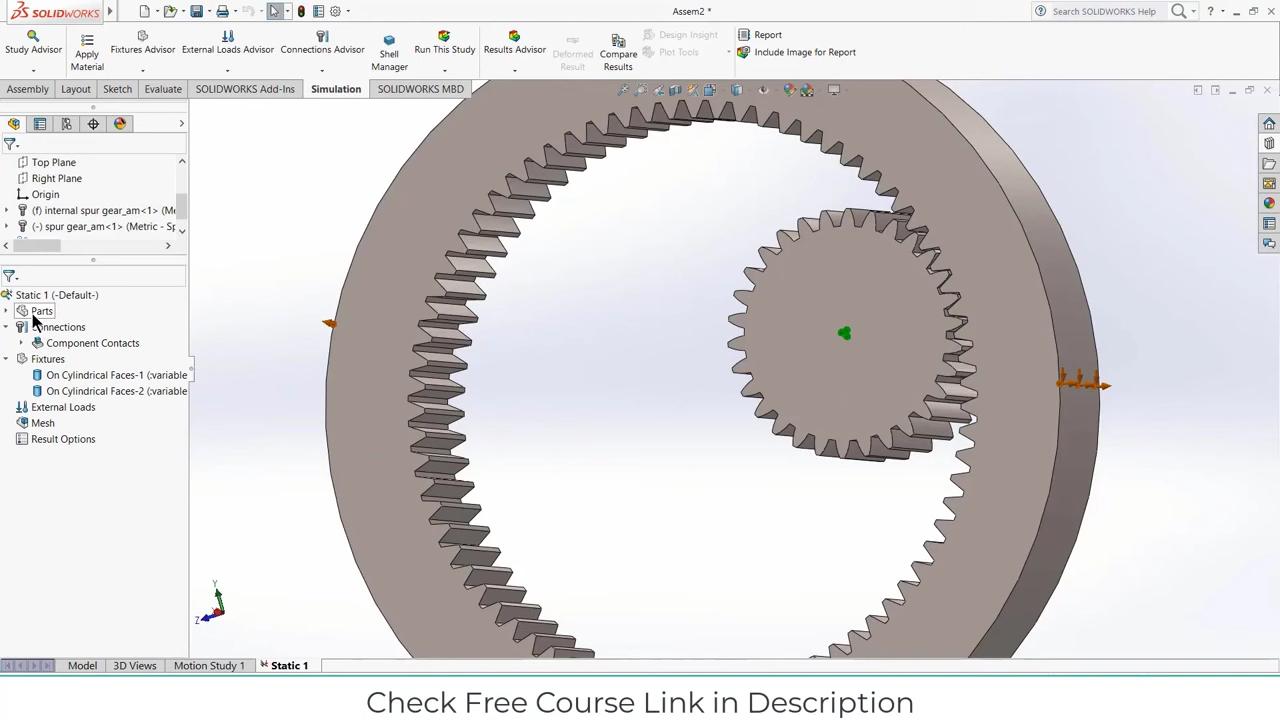 SOLIDWORKS
Assem2 *
Search SOLIDWORKS Help
Study Advisor
Apply Material
Fixtures Advisor
External Loads Advisor
Connections Advisor
Shell Manager
Run This Study
Results Advisor
Deformed Result
Compare Results
Design Insight
Plot Tools
Report
Include Image for Report
Assembly
Layout
Sketch
Evaluate
SOLIDWORKS Add-Ins
Simulation
SOLIDWORKS MBD
Top Plane
Right Plane
Origin
(f) internal spur gear_am<1> (Me
(-) spur gear_am<1> (Metric - Sp
Static 1 (-Default-)
Parts
Connections
Component Contacts
Fixtures
On Cylindrical Faces-1 (:variable
On Cylindrical Faces-2 (:variable
External Loads
Mesh
Result Options
Y
Z
Model
3D Views
Motion Study 1
Static 1
Check Free Course Link in Description